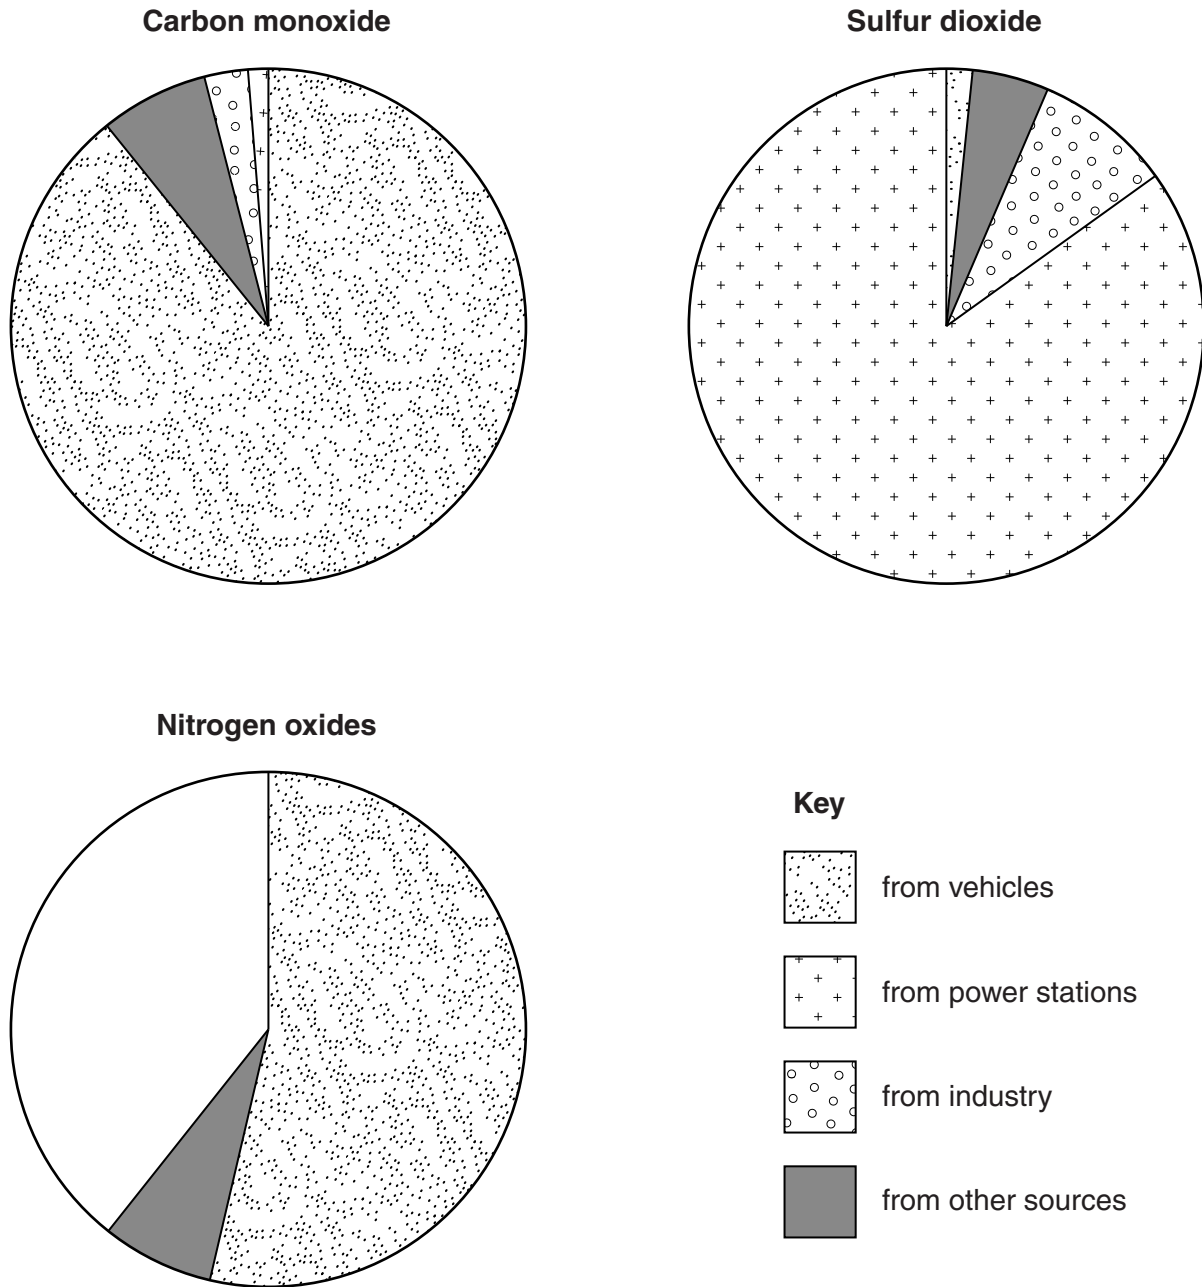 Carbon monoxide
Sulfur dioxide
Nitrogen oxides
Key
from vehicles
from power stations
from industry
from other sources